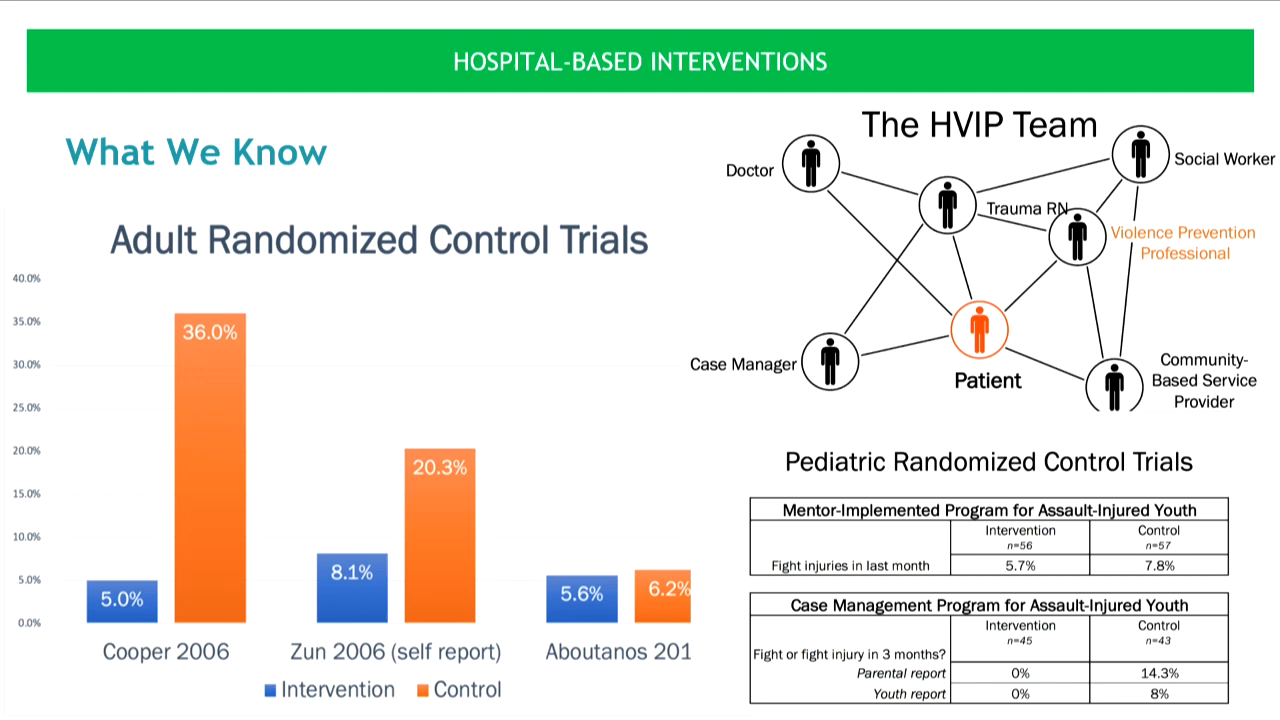 HOSPITAL-BASED INTERVENTIONS
What We Know
Adult Randomized Control Trials
40.0%
35.0%
30.0%
25.0%
20.0%
15.0%
10.0%
5.0%
0.0%
5.0%
36.0%
8.1%
20.3%
5.6%
6.2%
Cooper 2006
Zun 2006 (self report)
Aboutanos 201
Intervention
Control
The HVIP Team
Doctor
Social Worker
Trauma RN
Violence Prevention
Professional
Case Manager
Patient
Community-
Based Service
Provider
Pediatric Randomized Control Trials
Mentor-Implemented Program for Assault-Injured Youth
Intervention Control
n=56 n=57
Fight injuries in last month 5.7% 7.8%
Case Management Program for Assault-Injured Youth
Intervention Control
n=45 n=43
Fight or fight injury in 3 months?
Parental report 0% 14.3%
Youth report 0% 8%